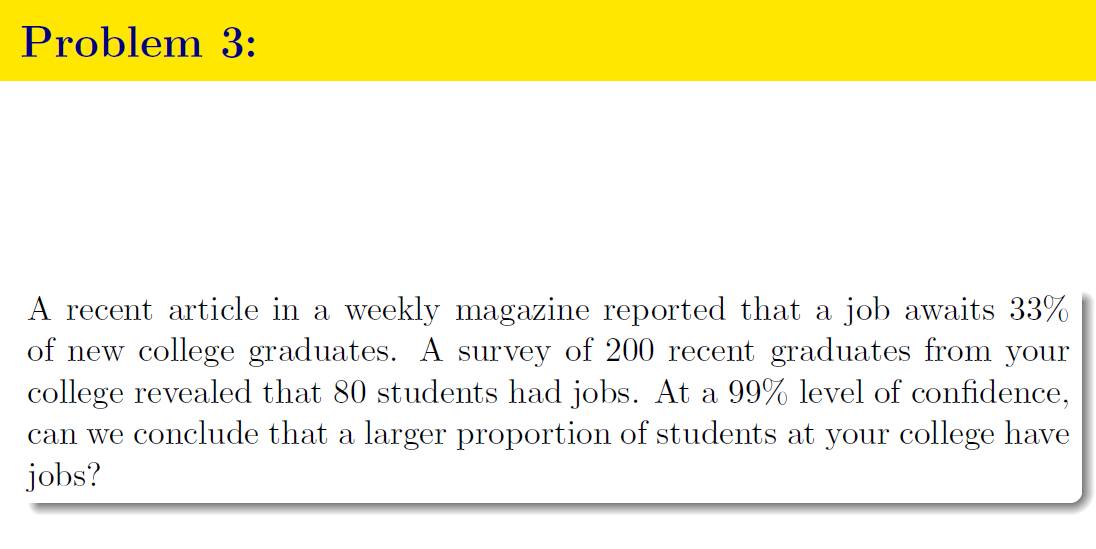 Problem 3:
A recent article in a weekly magazine reported that a job awaits 33%
of new college graduates. A survey of 200 recent graduates from your
college revealed that 80 students had jobs. At a 99% level of confidence,
can we conclude that a larger proportion of students at your college have
jobs?